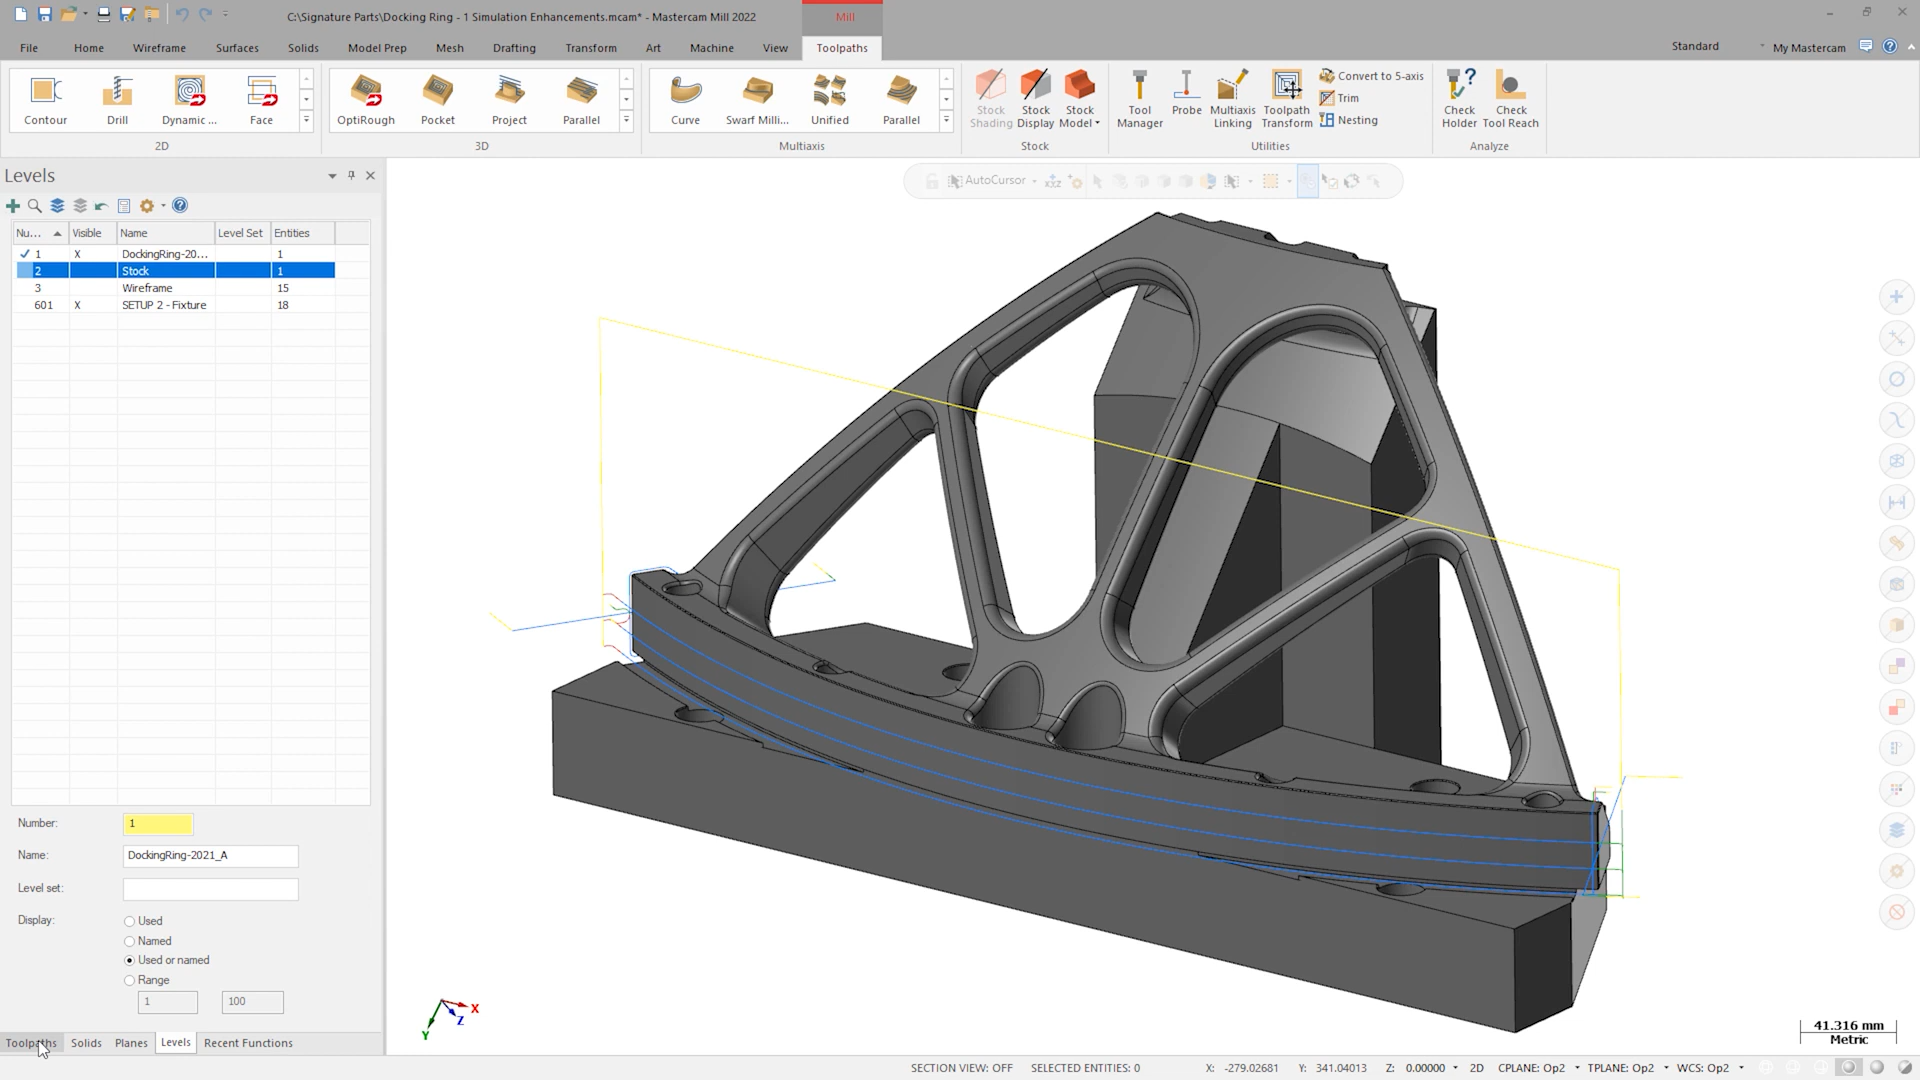 C:\Signature Parts\Docking Ring - 1 Simulation Enhancements.mcam* - Mastercam Mill 2022
Mill
File Home Wireframe Surfaces Solids Model Prep Mesh Drafting Transform Art Machine View Toolpaths
Standard My Mastercam
Contour Drill Dynamic ... Face
2D
OptiRough Pocket Project Parallel
3D
Curve Swarf Milli... Unified Parallel
Multiaxis
Stock Shading
Stock Display
Stock Model
Stock
Tool Manager
Probe
Multiaxis Linking
Toolpath Transform
Convert to 5-axis
Trim
Nesting
Utilities
Check Holder
Check Tool Reach
Analyze
Levels
AutoCursor
Nu... Visible Name Level Set Entities
1 X DockingRing-20... 1
2 Stock 1
3 Wireframe 15
601 X SETUP 2 - Fixture 18
Number: 1
Name: DockingRing-2021_A
Level set:
Display: Used
Named
Used or named
Range
1 100
X
Z
Y
41.316 mm
Metric
Toolpaths Solids Planes Levels Recent Functions
SECTION VIEW: OFF SELECTED ENTITIES: 0 X: -279.02681 Y: 341.04013 Z: 0.00000 2D CPLANE: Op2 TPLANE: Op2 WCS: Op2